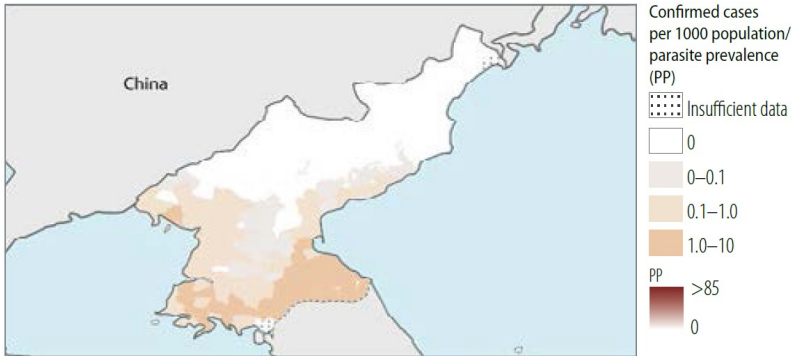 China
Confirmed cases
per 1000 population/
parasite prevalence
(PP)
Insufficient data
0
0–0.1
0.1–1.0
1.0–10
PP
>85
0